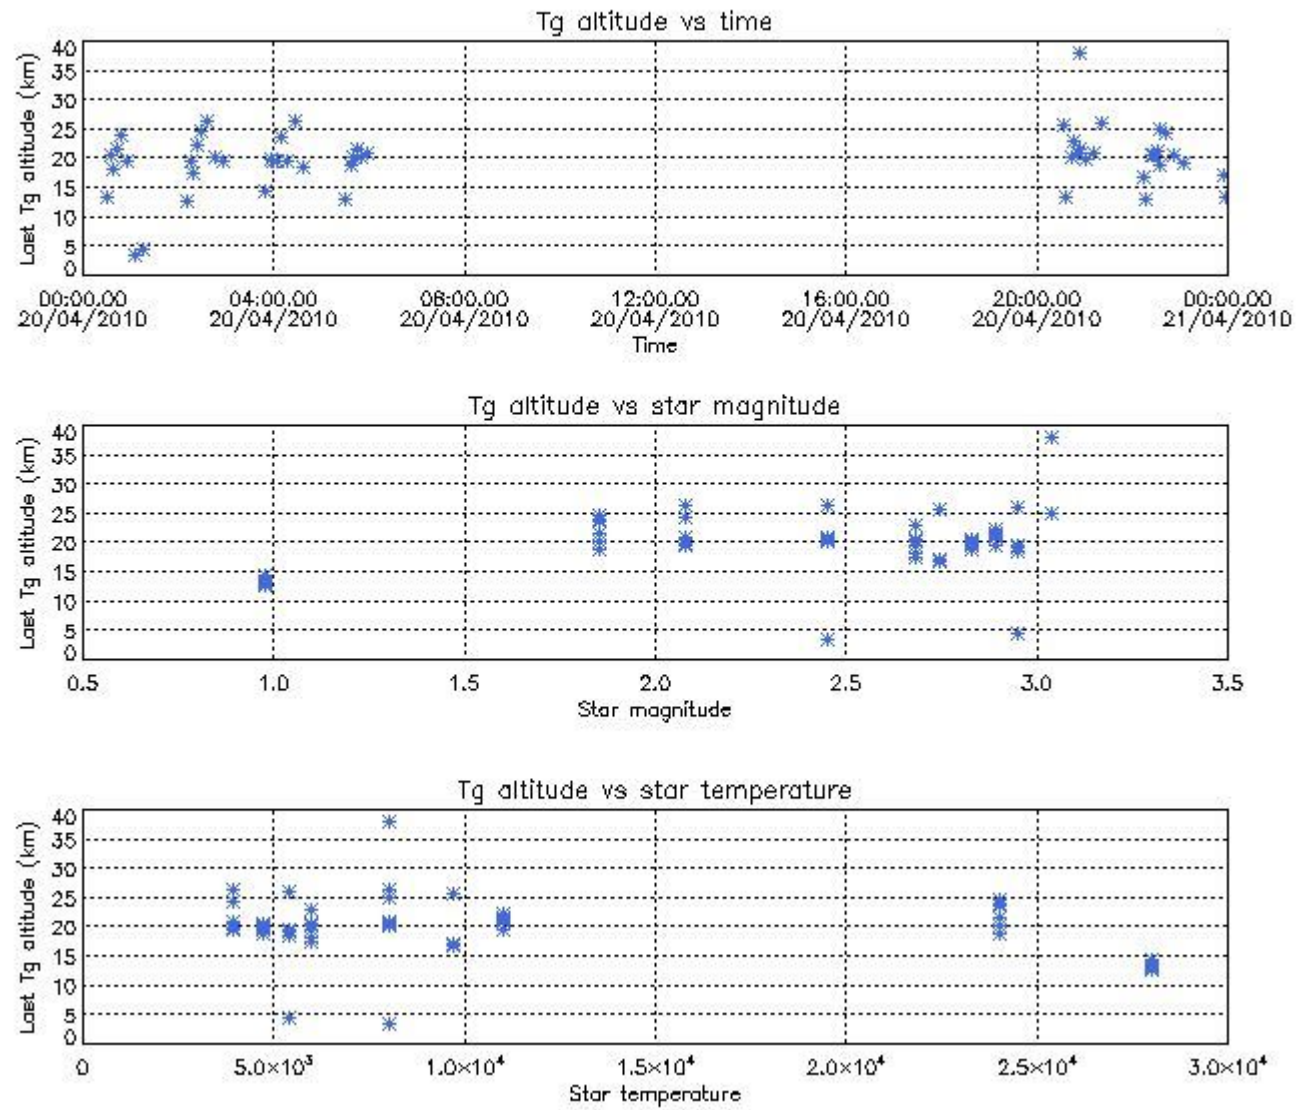 Tg altitude vs time
Last Tg altitude (km)
40
35
30
25
20
15
10
5
0
00:00.00 04:00.00 08:00.00 12:00.00 16:00.00 20:00.00 00:00.00
20/04/2010 20/04/2010 20/04/2010 20/04/2010 20/04/2010 20/04/2010 21/04/2010
Time
Tg altitude vs star magnitude
Last Tg altitude (km)
40
35
30
25
20
15
10
5
0
0.5 1.0 1.5 2.0 2.5 3.0 3.5
Star magnitude
Tg altitude vs star temperature
Last Tg altitude (km)
40
35
30
25
20
15
10
5
0
0 5.0×10³ 1.0×10⁴ 1.5×10⁴ 2.0×10⁴ 2.5×10⁴ 3.0×10⁴
Star temperature